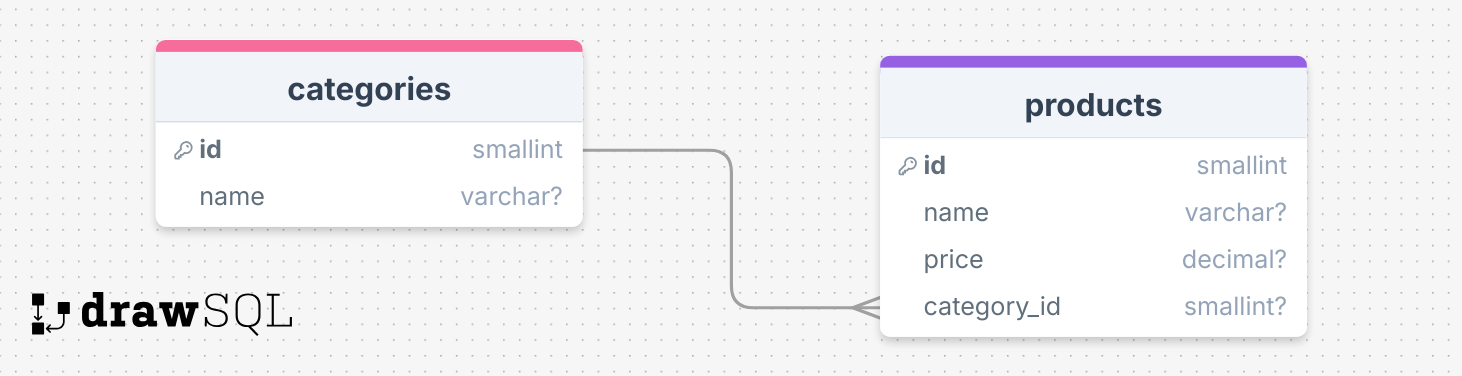 categories
id smallint
name varchar?
products
id smallint
name varchar?
price decimal?
category_id smallint?
drawSQL